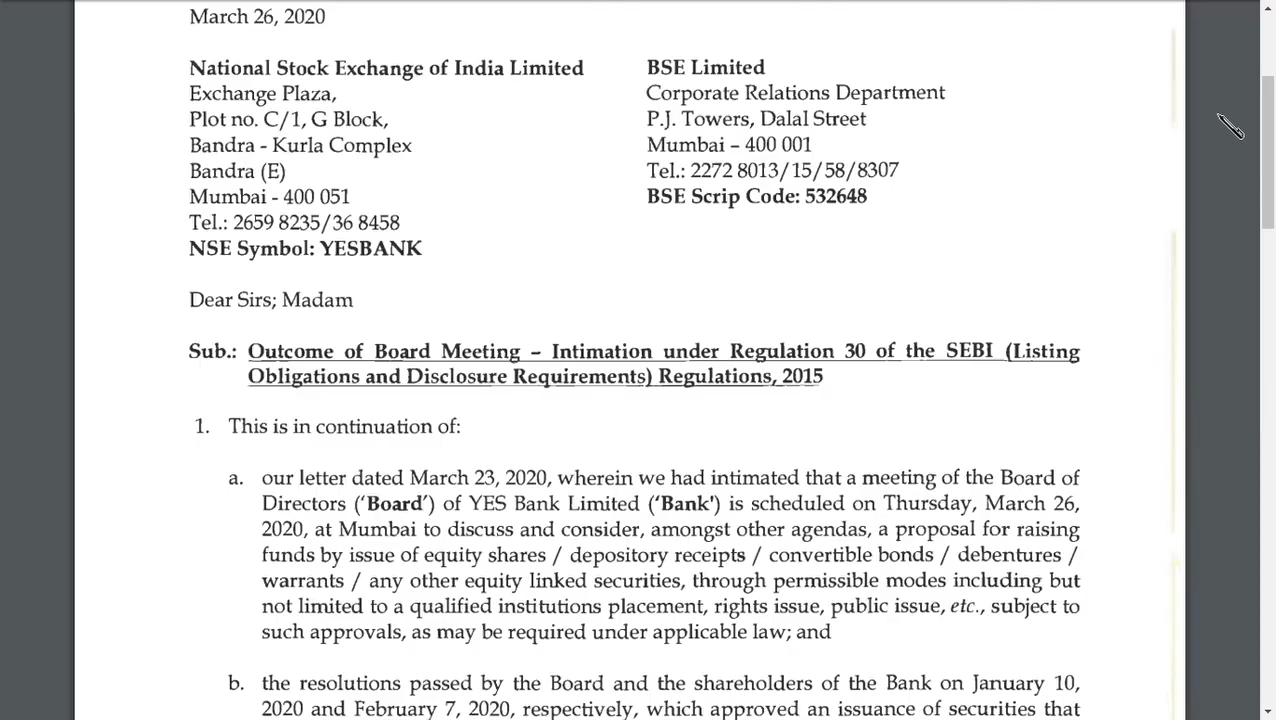 March 26, 2020
National Stock Exchange of India Limited
Exchange Plaza,
Plot no. C/1, G Block,
Bandra - Kurla Complex
Bandra (E)
Mumbai - 400 051
Tel.: 2659 8235/36 8458
NSE Symbol: YESBANK
BSE Limited
Corporate Relations Department
P.J. Towers, Dalal Street
Mumbai – 400 001
Tel.: 2272 8013/15/58/8307
BSE Scrip Code: 532648
Dear Sirs; Madam
Sub.: Outcome of Board Meeting – Intimation under Regulation 30 of the SEBI (Listing
Obligations and Disclosure Requirements) Regulations, 2015
1. This is in continuation of:
a. our letter dated March 23, 2020, wherein we had intimated that a meeting of the Board of
Directors ('Board') of YES Bank Limited ('Bank') is scheduled on Thursday, March 26,
2020, at Mumbai to discuss and consider, amongst other agendas, a proposal for raising
funds by issue of equity shares / depository receipts / convertible bonds / debentures /
warrants / any other equity linked securities, through permissible modes including but
not limited to a qualified institutions placement, rights issue, public issue, etc., subject to
such approvals, as may be required under applicable law; and
b. the resolutions passed by the Board and the shareholders of the Bank on January 10,
2020 and February 7, 2020, respectively, which approved an issuance of securities that